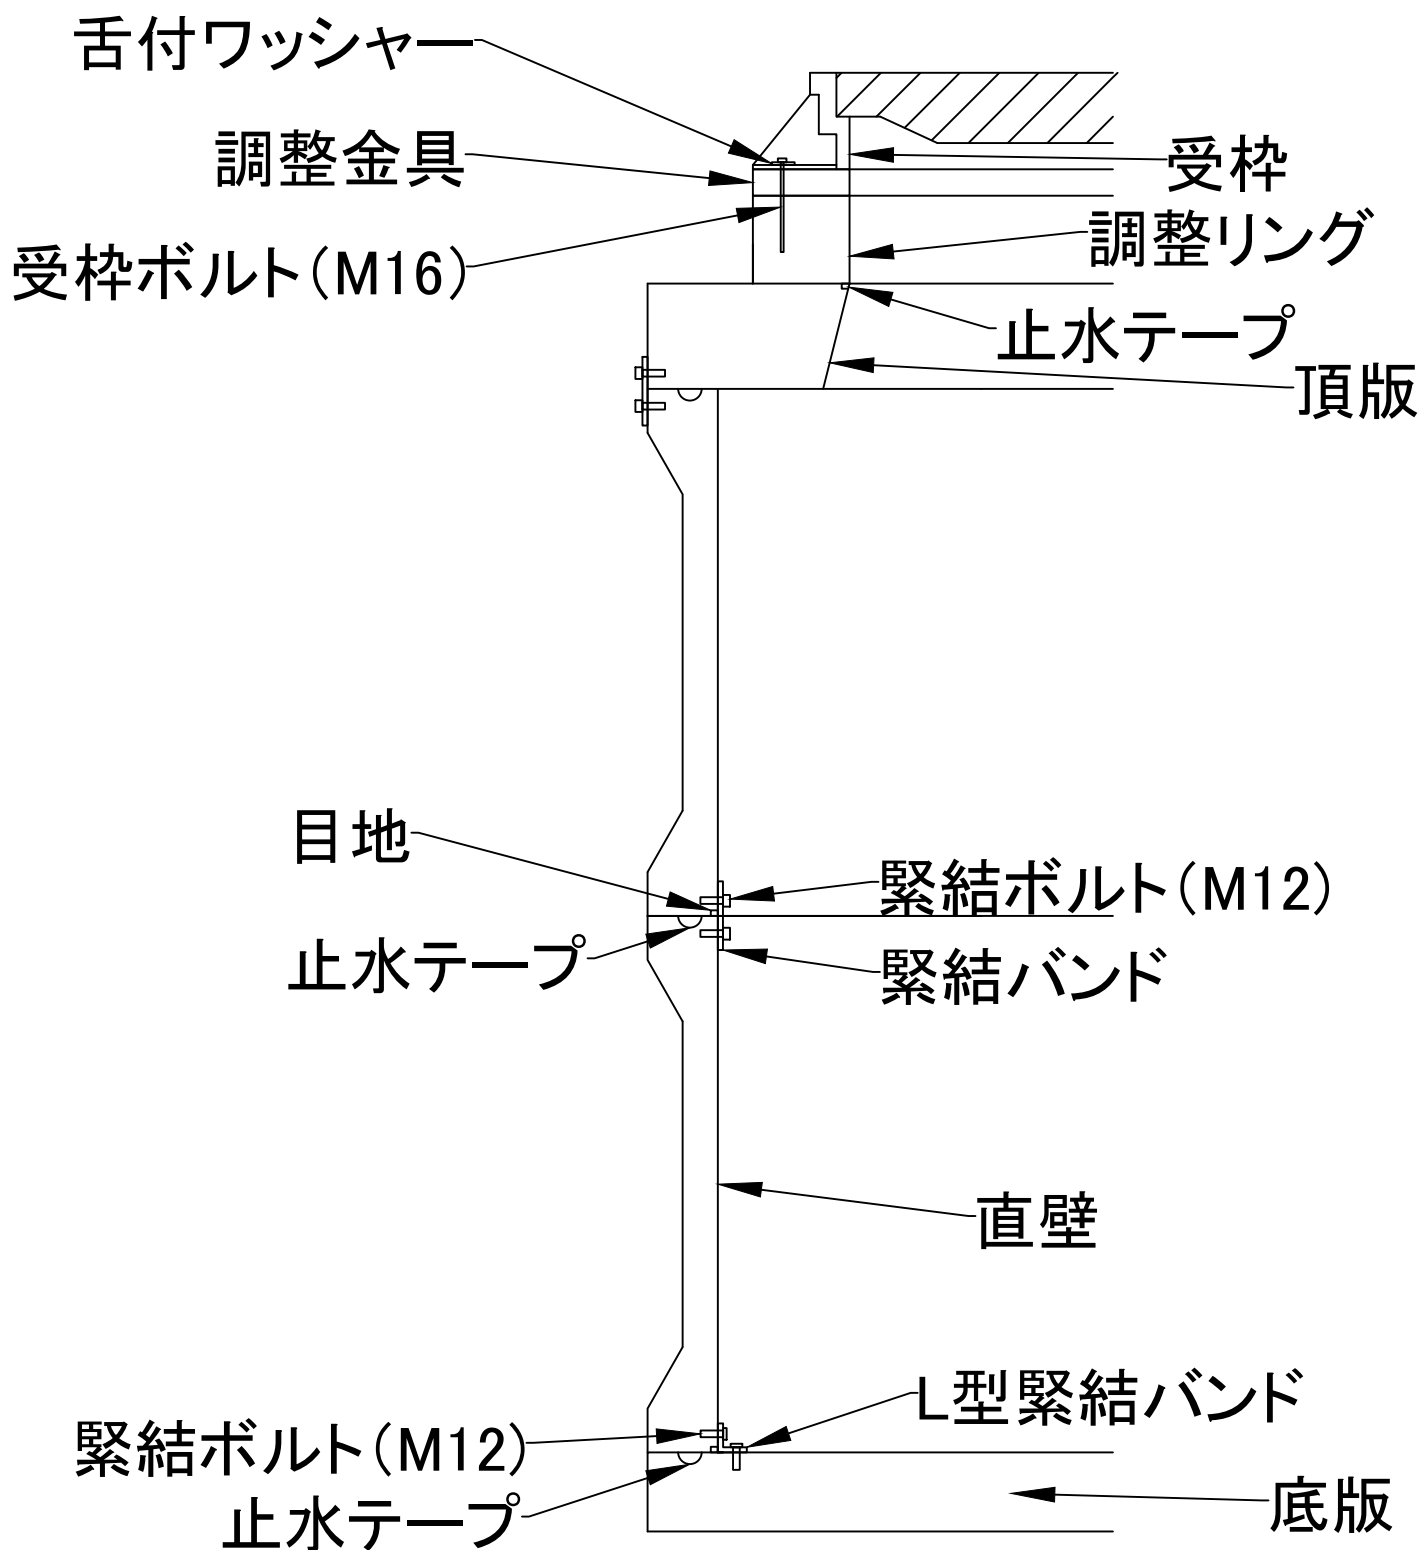 舌付ワッシャー
調整金具
受枠
調整リング
受枠ボルト(M16)
止水テープ
頂版
目地
緊結ボルト(M12)
止水テープ
緊結バンド
直壁
L型緊結バンド
緊結ボルト(M12)
止水テープ
底版